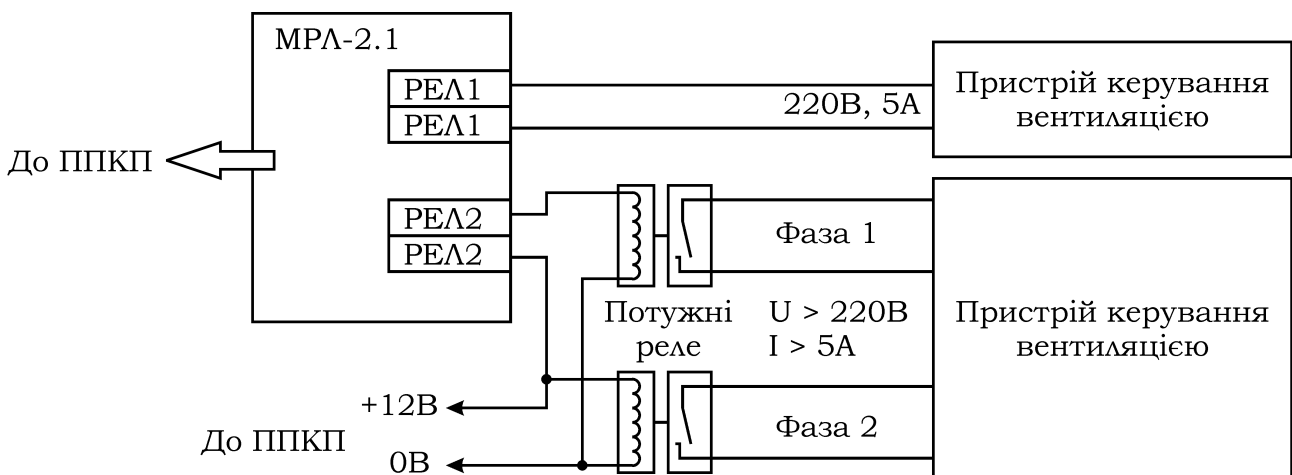 МРЛ-2.1
РЕЛ1
РЕЛ1
220В, 5А
Пристрій керування
вентиляцією
До ППКП
РЕЛ2
РЕЛ2
Фаза 1
Потужні
реле
U > 220В
I > 5А
Пристрій керування
вентиляцією
+12В
До ППКП
0В
Фаза 2